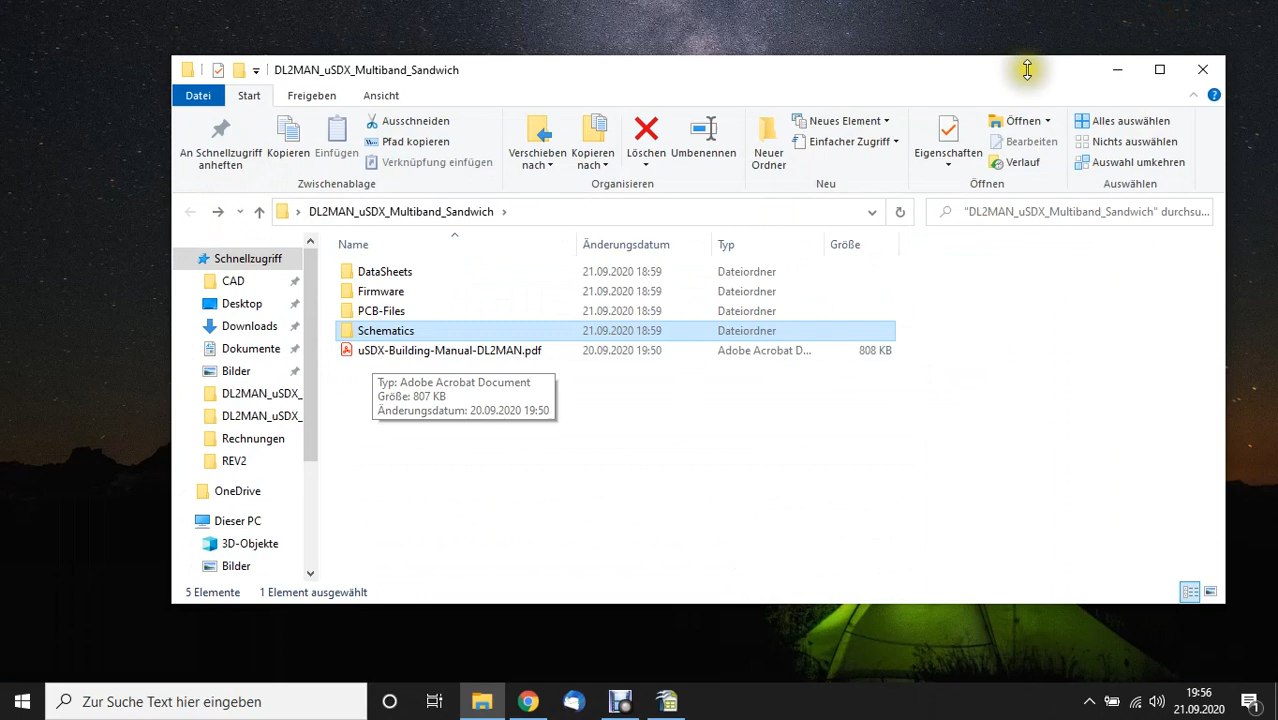 DL2MAN_uSDX_Multiband_Sandwich
Datei Start Freigeben Ansicht
An Schnellzugriff anheften
Kopieren
Einfügen
Ausschneiden
Pfad kopieren
Verknüpfung einfügen
Zwischenablage
Verschieben nach
Kopieren nach
Löschen
Umbenennen
Organisieren
Neuer Ordner
Neues Element
Einfacher Zugriff
Neu
Eigenschaften
Öffnen
Bearbeiten
Verlauf
Öffnen
Alles auswählen
Nichts auswählen
Auswahl umkehren
Auswählen
DL2MAN_uSDX_Multiband_Sandwich
"DL2MAN_uSDX_Multiband_Sandwich" durchsu...
Schnellzugriff
CAD
Desktop
Downloads
Dokumente
Bilder
DL2MAN_uSDX_
DL2MAN_uSDX_
Rechnungen
REV2
OneDrive
Dieser PC
3D-Objekte
Bilder
Name Änderungsdatum Typ Größe
DataSheets 21.09.2020 18:59 Dateiordner
Firmware 21.09.2020 18:59 Dateiordner
PCB-Files 21.09.2020 18:59 Dateiordner
Schematics 21.09.2020 18:59 Dateiordner
uSDX-Building-Manual-DL2MAN.pdf 20.09.2020 19:50 Adobe Acrobat D... 808 KB
Typ: Adobe Acrobat Document
Größe: 807 KB
Änderungsdatum: 20.09.2020 19:50
5 Elemente 1 Element ausgewählt
Zur Suche Text hier eingeben
19:56
21.09.2020
1